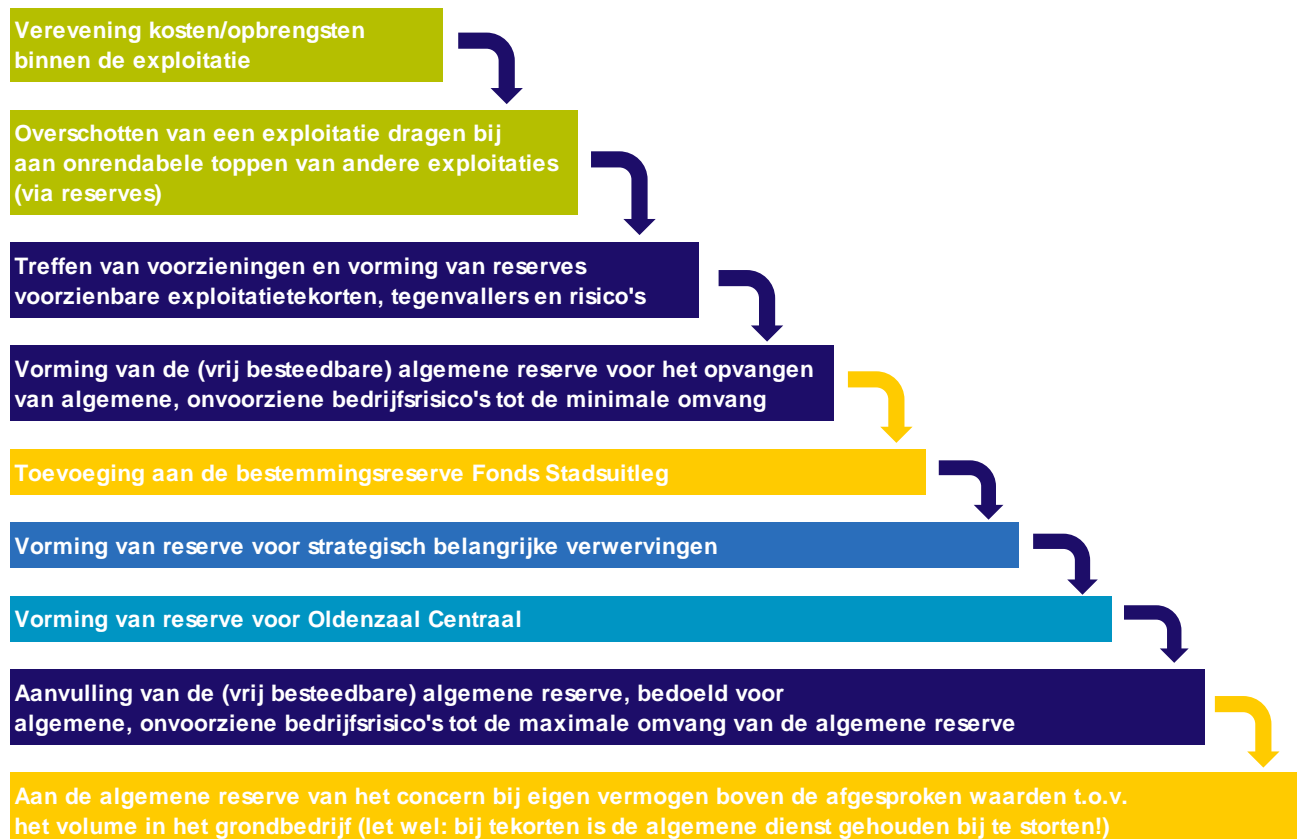 Verevening kosten/opbrengsten
binnen de exploitatie
Overschotten van een exploitatie dragen bij
aan onrendabele toppen van andere exploitaties
(via reserves)
Treffen van voorzieningen en vorming van reserves
voorzienbare exploitatietekorten, tegenvallers en risico's
Vorming van de (vrij besteedbare) algemene reserve voor het opvangen
van algemene, onvoorziene bedrijfsrisico's tot de minimale omvang
Toevoeging aan de bestemmingsreserve Fonds Stadsuitleg
Vorming van reserve voor strategisch belangrijke verwervingen
Vorming van reserve voor Oldenzaal Centraal
Aanvulling van de (vrij besteedbare) algemene reserve, bedoeld voor
algemene, onvoorziene bedrijfsrisico's tot de maximale omvang van de algemene reserve
Aan de algemene reserve van het concern bij eigen vermogen boven de afgesproken waarden t.o.v.
het volume in het grondbedrijf (let wel: bij tekorten is de algemene dienst gehouden bij te storten!)